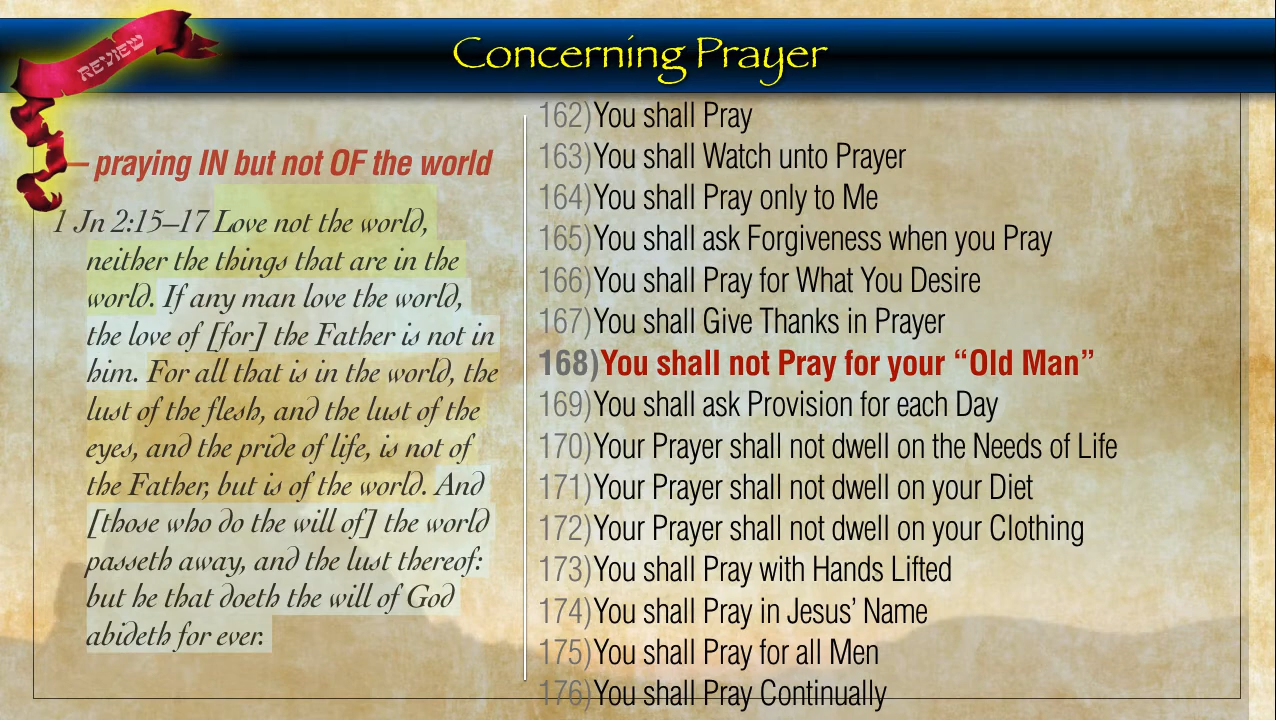 REVIEW
Concerning Prayer
— praying IN but not OF the world
1 Jn 2:15–17 Love not the world,
neither the things that are in the
world. If any man love the world,
the love of [for] the Father is not in
him. For all that is in the world, the
lust of the flesh, and the lust of the
eyes, and the pride of life, is not of
the Father, but is of the world. And
[those who do the will of] the world
passeth away, and the lust thereof:
but he that doeth the will of God
abideth for ever.
162)You shall Pray
163)You shall Watch unto Prayer
164)You shall Pray only to Me
165)You shall ask Forgiveness when you Pray
166)You shall Pray for What You Desire
167)You shall Give Thanks in Prayer
168)You shall not Pray for your “Old Man”
169)You shall ask Provision for each Day
170)Your Prayer shall not dwell on the Needs of Life
171)Your Prayer shall not dwell on your Diet
172)Your Prayer shall not dwell on your Clothing
173)You shall Pray with Hands Lifted
174)You shall Pray in Jesus’ Name
175)You shall Pray for all Men
176)You shall Pray Continually